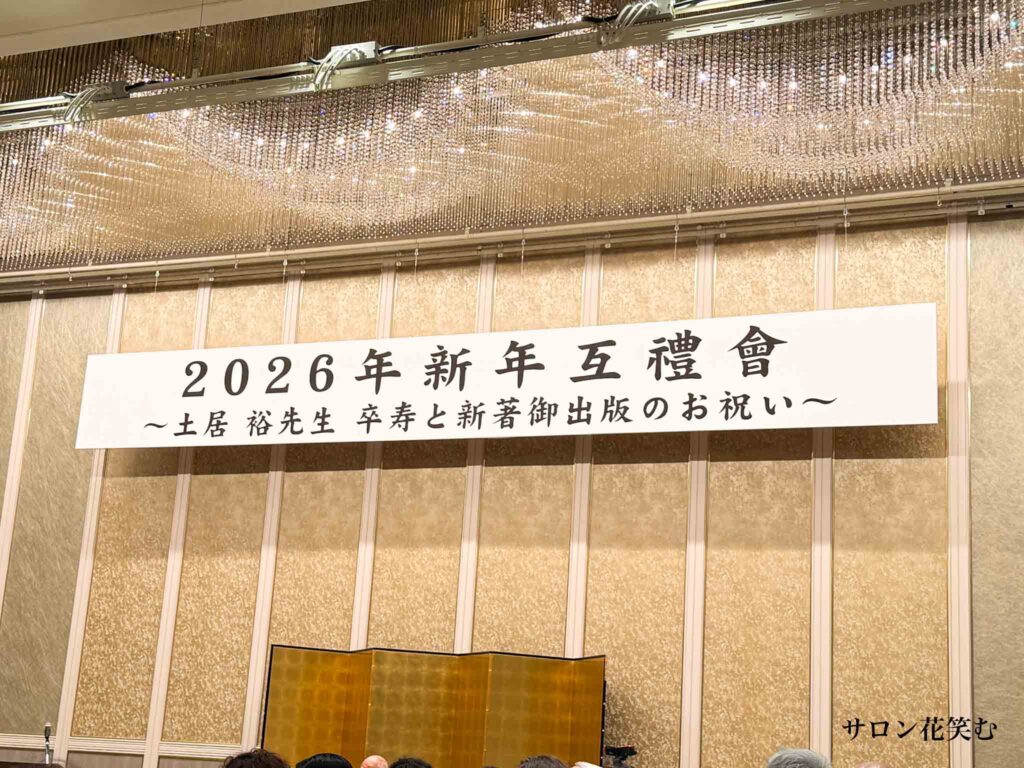 2026年新年互禮會
～土居 裕先生 卒寿と新著御出版のお祝い～
サロン花笑む